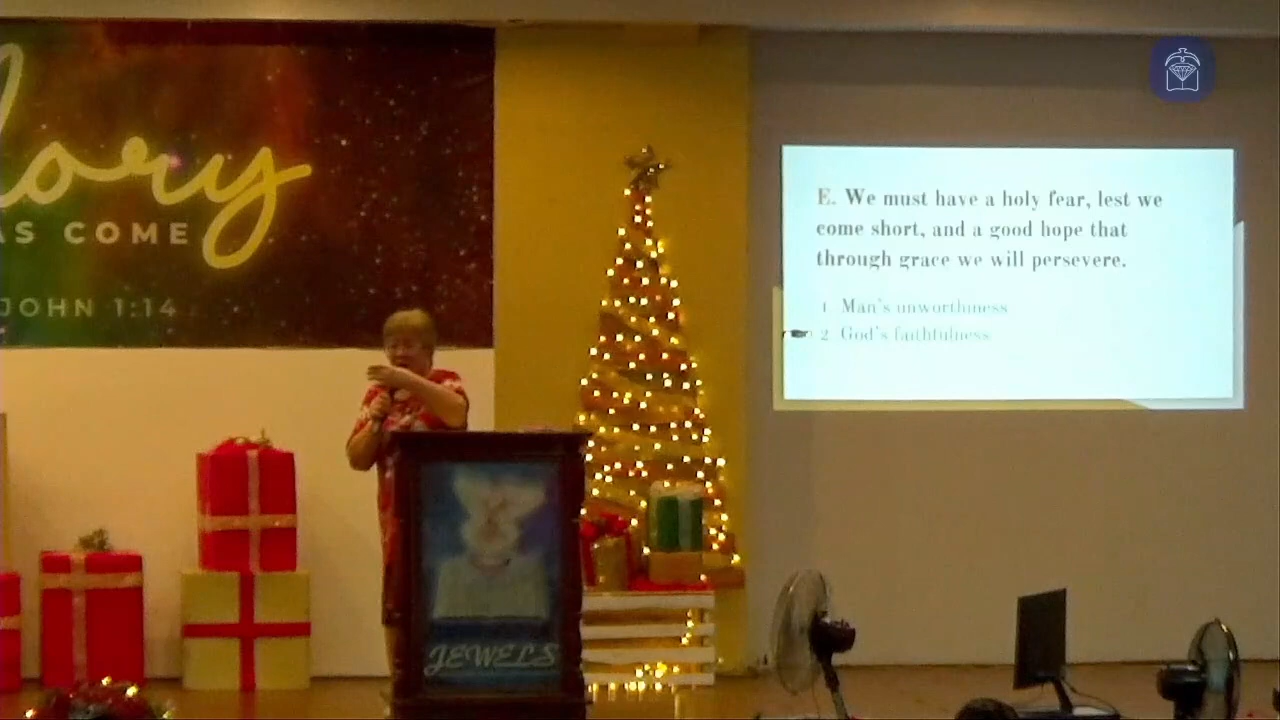 lory
AS COME
JOHN 1:14
E. We must have a holy fear, lest we
come short, and a good hope that
through grace we will persevere.
1 Man's unworthiness
2 God's faithfulness
JEWELS